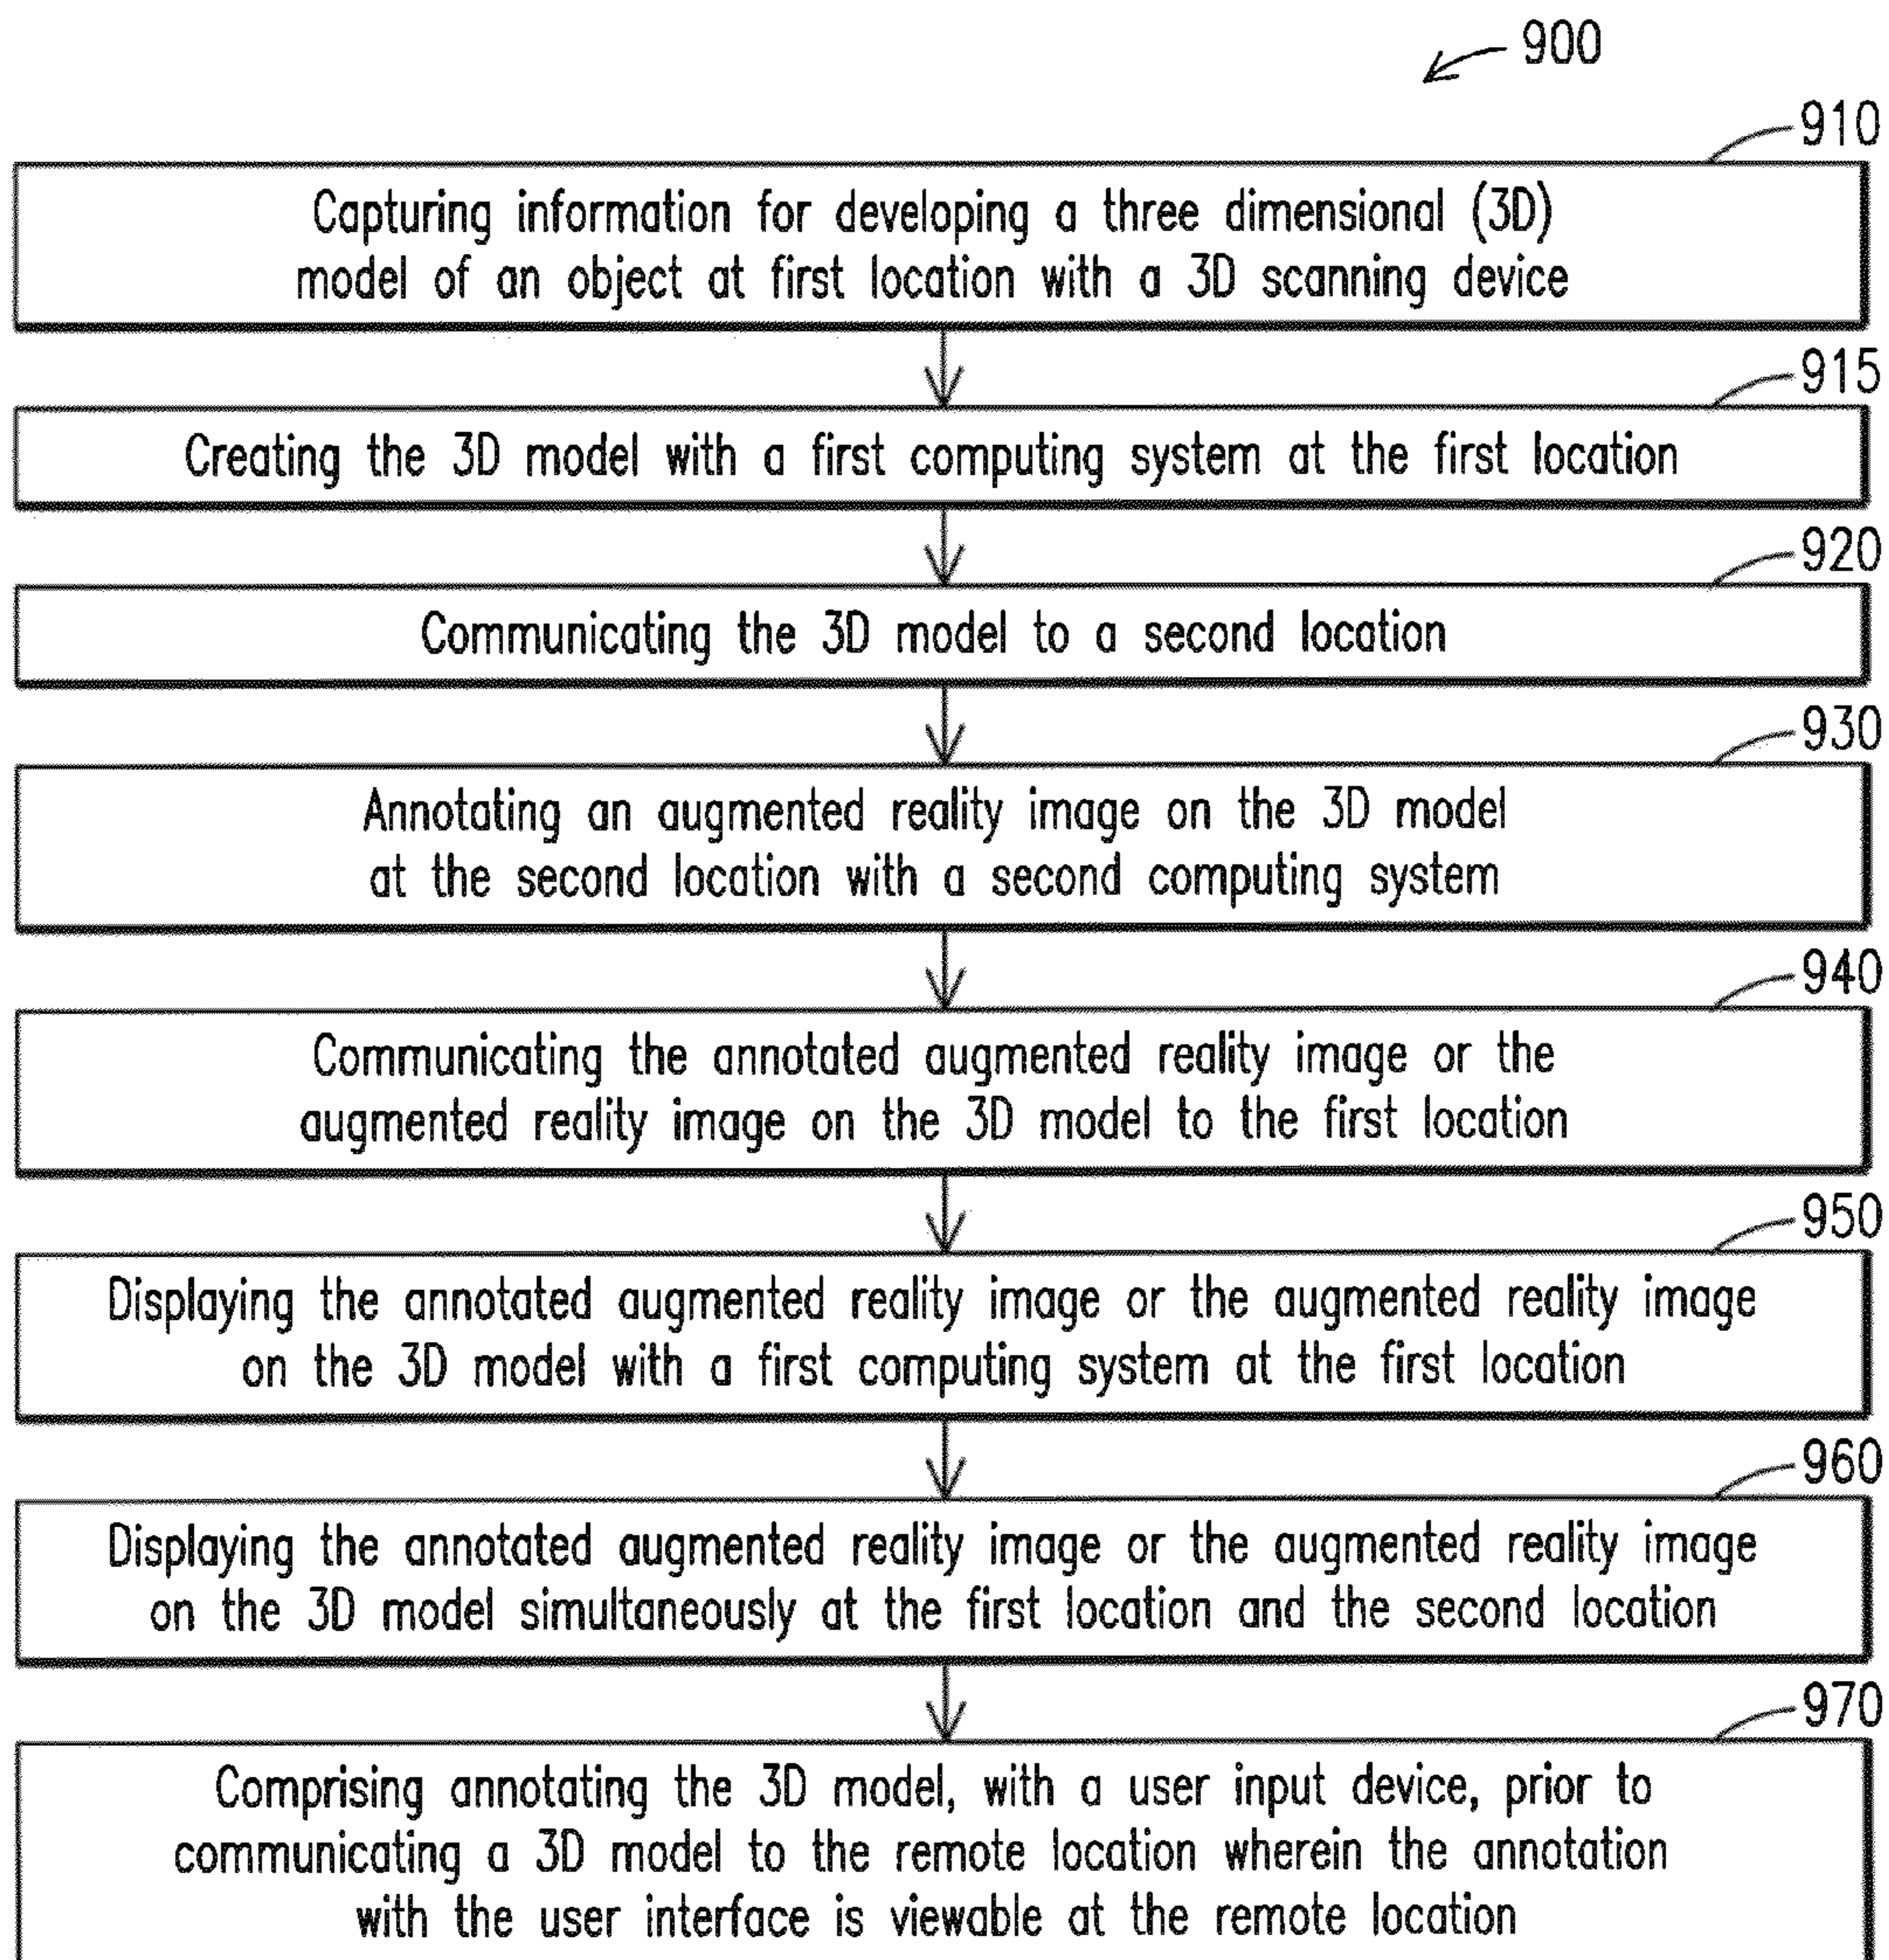 900
910
Capturing information for developing a three dimensional (3D)
model of an object at first location with a 3D scanning device
915
Creating the 3D model with a first computing system at the first location
920
Communicating the 3D model to a second location
930
Annotating an augmented reality image on the 3D model
at the second location with a second computing system
940
Communicating the annotated augmented reality image or the
augmented reality image on the 3D model to the first location
950
Displaying the annotated augmented reality image or the augmented reality image
on the 3D model with a first computing system at the first location
960
Displaying the annotated augmented reality image or the augmented reality image
on the 3D model simultaneously at the first location and the second location
970
Comprising annotating the 3D model, with a user input device, prior to
communicating a 3D model to the remote location wherein the annotation
with the user interface is viewable at the remote location